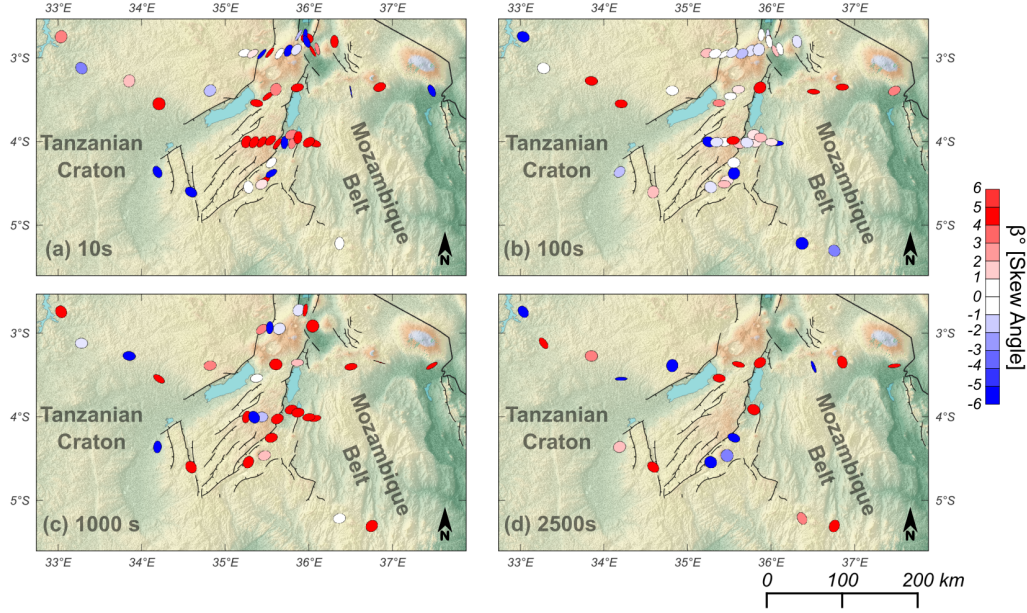 33°E 34°E 35°E 36°E 37°E
33°E 34°E 35°E 36°E 37°E
3°S
4°S
5°S
Tanzanian
Craton
Mozambique
Belt
(a) 10s
N
3°S
4°S
5°S
Tanzanian
Craton
Mozambique
Belt
(b) 100s
N
3°S
4°S
5°S
Tanzanian
Craton
Mozambique
Belt
(c) 1000 s
N
3°S
4°S
5°S
Tanzanian
Craton
Mozambique
Belt
(d) 2500s
N
33°E 34°E 35°E 36°E 37°E
33°E 34°E 35°E 36°E 37°E
6
5
4
3
2
1
0
-1
-2
-3
-4
-5
-6
β° [Skew Angle]
0 100 200 km